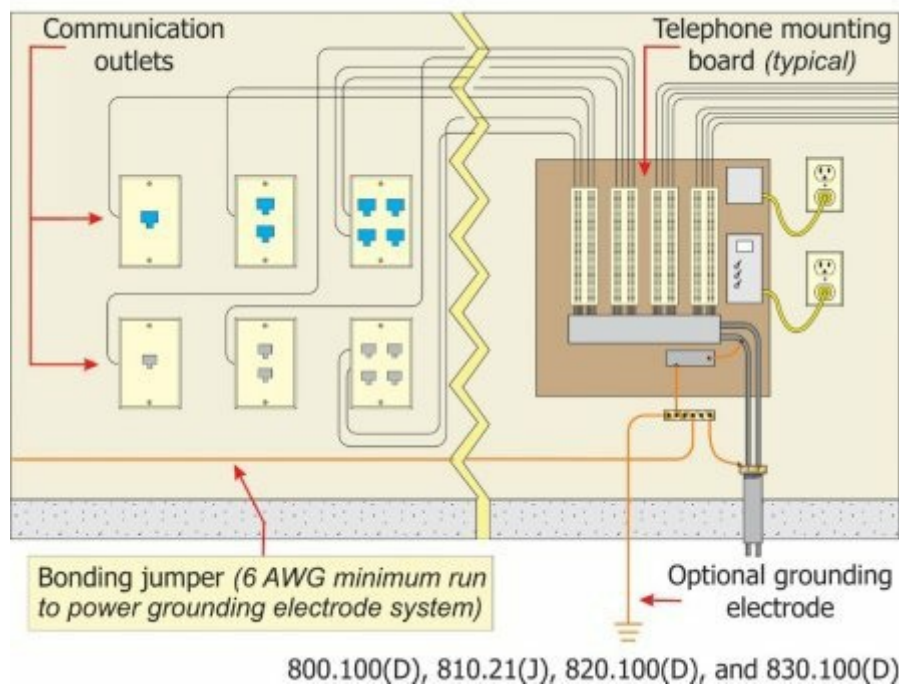 Communication
outlets
Telephone mounting
board (typical)
Bonding jumper (6 AWG minimum run
to power grounding electrode system)
Optional grounding
electrode
800.100(D), 810.21(J), 820.100(D), and 830.100(D)